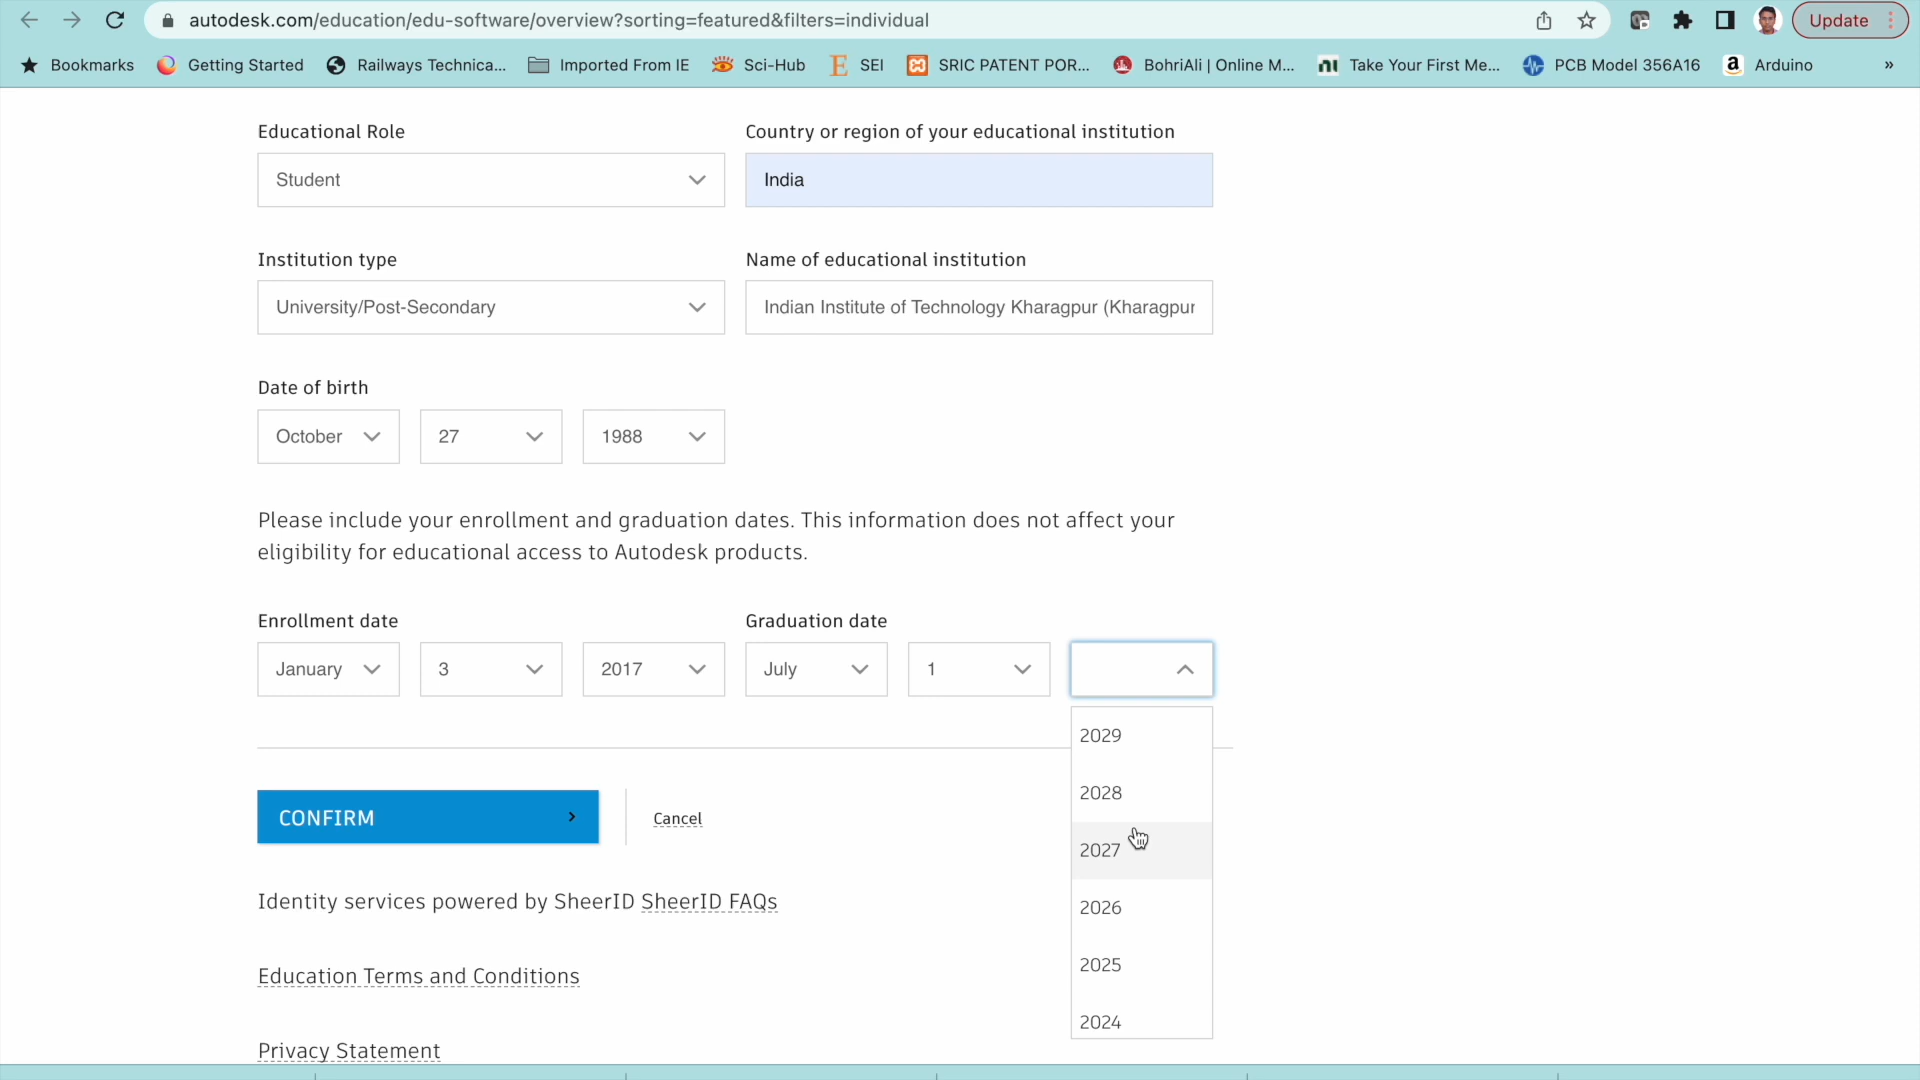 autodesk.com/education/edu-software/overview?sorting=featured&filters=individual
Update
Bookmarks Getting Started Railways Technica... Imported From IE Sci-Hub SEI SRIC PATENT POR... BohriAli | Online M... Take Your First Me... PCB Model 356A16 Arduino »
Educational Role Country or region of your educational institution
Student India
Institution type Name of educational institution
University/Post-Secondary Indian Institute of Technology Kharagpur (Kharagpur
Date of birth
October 27 1988
Please include your enrollment and graduation dates. This information does not affect your
eligibility for educational access to Autodesk products.
Enrollment date Graduation date
January 3 2017 July 1
2029
2028
2027
2026
2025
2024
CONFIRM Cancel
Identity services powered by SheerID SheerID FAQs
Education Terms and Conditions
Privacy Statement